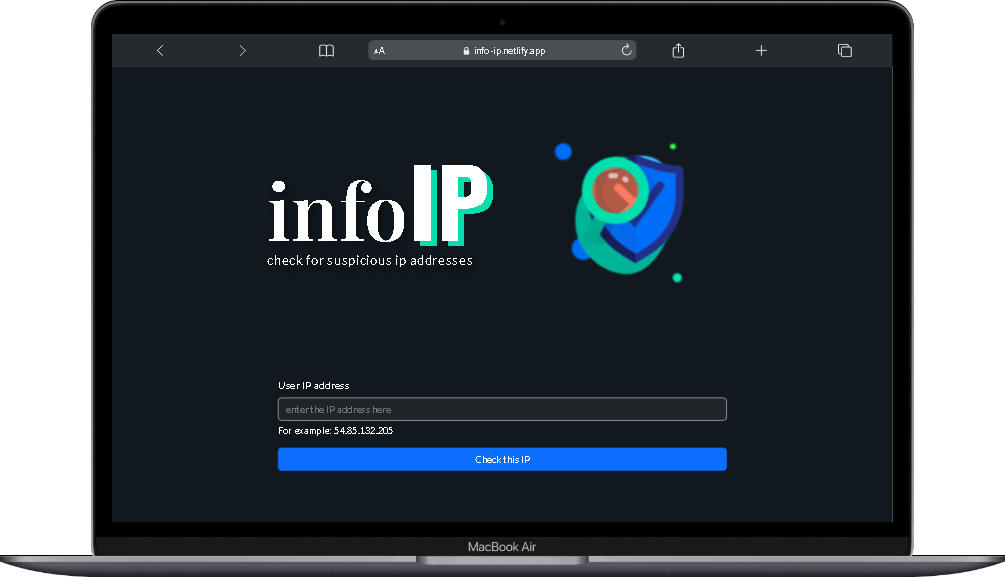 AA info-ip.netlify.app
infoIP
check for suspicious ip addresses
User IP address
enter the IP address here
For example: 54.85.132.205
Check this IP
MacBook Air